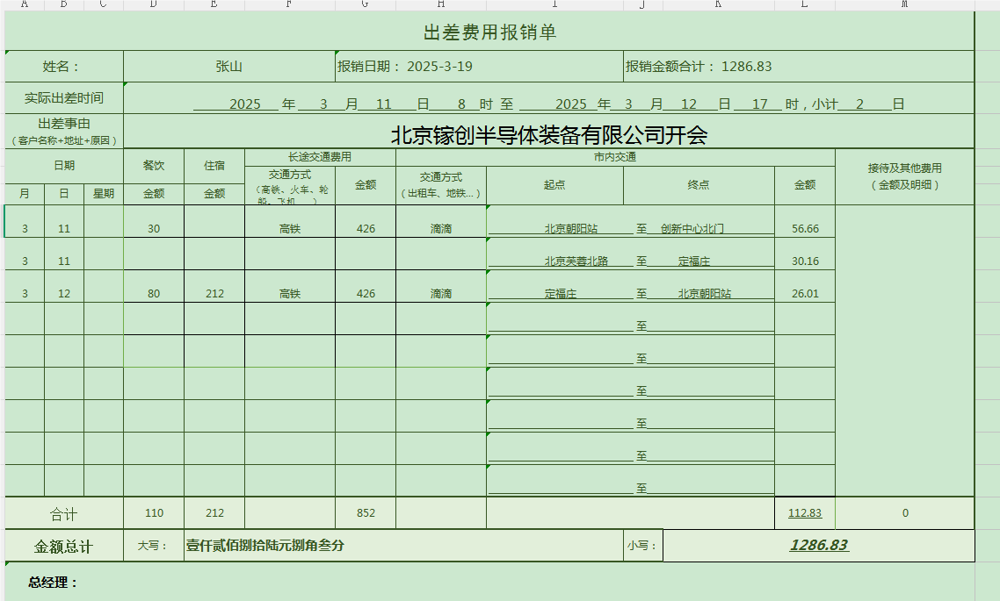 A B C D E F G H I J K L M
出差费用报销单
姓名： 张山 报销日期： 2025-3-19 报销金额合计： 1286.83
实际出差时间 2025 年 3 月 11 日 8 时 至 2025 年 3 月 12 日 17 时，小计 2 日
出差事由
（客户名称+地址+原因） 北京镓创半导体装备有限公司开会
日期 餐饮 住宿 长途交通费用 市内交通 接待及其他费用
（金额及明细）
月 日 星期 金额 金额 交通方式
（高铁、火车、轮
船、飞机……） 金额 交通方式
（出租车、地铁…） 起点 终点 金额
3 11 30 高铁 426 滴滴 北京朝阳站 至 创新中心北门 56.66
3 11 北京芙蓉北路 至 定福庄 30.16
3 12 80 212 高铁 426 滴滴 定福庄 至 北京朝阳站 26.01
至
至
至
至
至
至
合计 110 212 852 112.83 0
金额总计 大写： 壹仟贰佰捌拾陆元捌角叁分 小写： 1286.83
总经理：